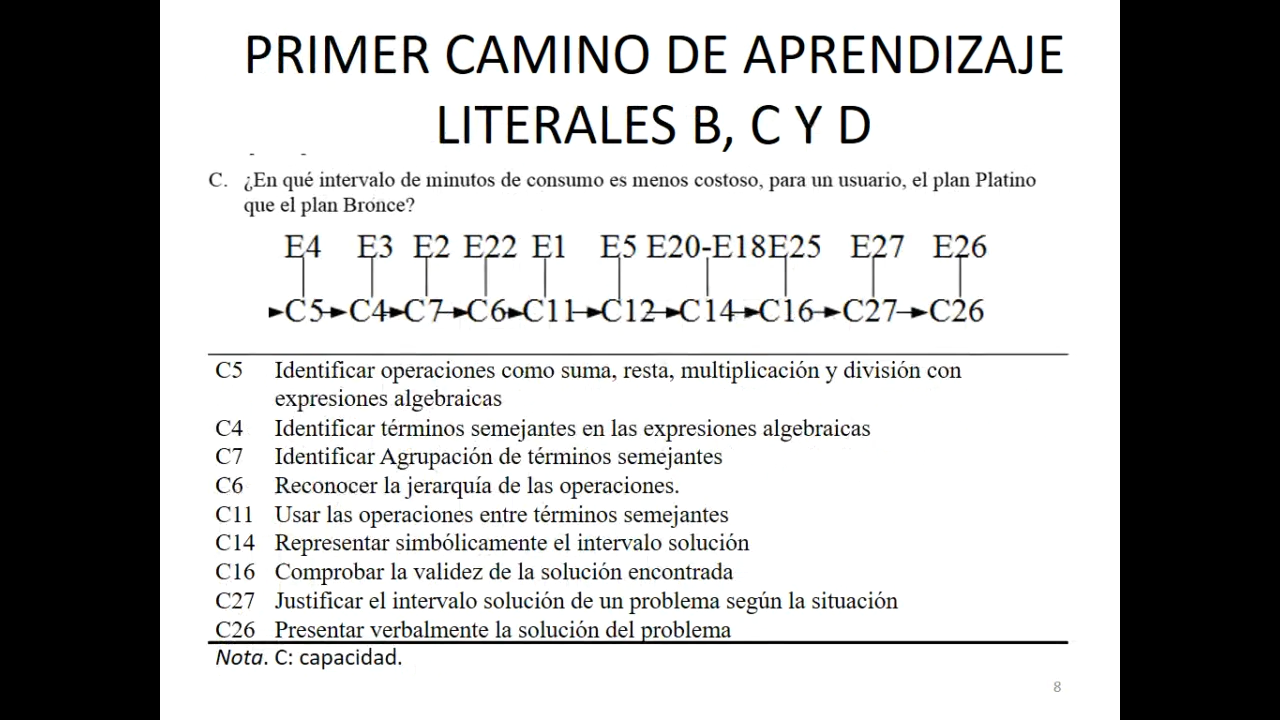 PRIMER CAMINO DE APRENDIZAJE
LITERALES B, C Y D
C. ¿En qué intervalo de minutos de consumo es menos costoso, para un usuario, el plan Platino
que el plan Bronce?
E4 E3 E2 E22 E1 E5 E20-E18 E25 E27 E26
C5 C4 C7 C6 C11 C12 C14 C16 C27 C26
C5 Identificar operaciones como suma, resta, multiplicación y división con
expresiones algebraicas
C4 Identificar términos semejantes en las expresiones algebraicas
C7 Identificar Agrupación de términos semejantes
C6 Reconocer la jerarquía de las operaciones.
C11 Usar las operaciones entre términos semejantes
C14 Representar simbólicamente el intervalo solución
C16 Comprobar la validez de la solución encontrada
C27 Justificar el intervalo solución de un problema según la situación
C26 Presentar verbalmente la solución del problema
Nota. C: capacidad.
8